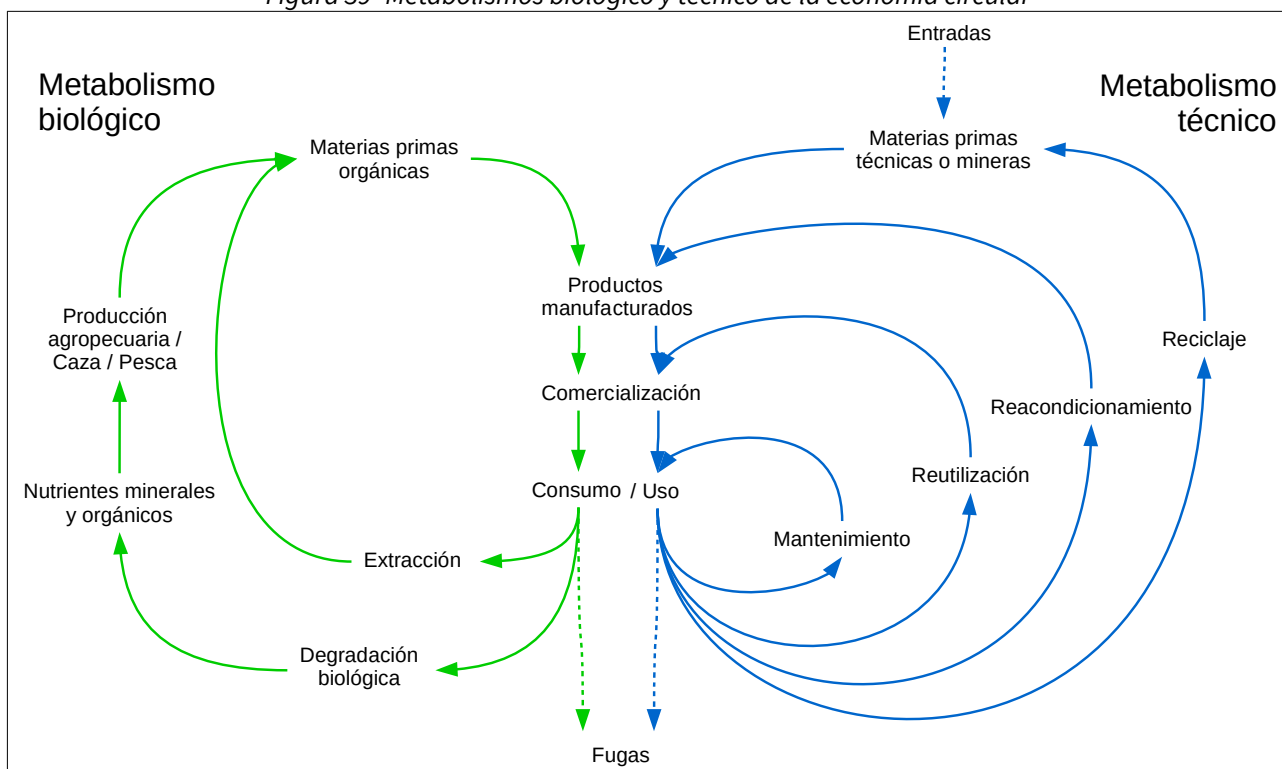 Figura 39- Metabolismos biológico y técnico de la economía circular
Entradas
Metabolismo
biológico
Metabolismo
técnico
Materias primas
orgánicas
Materias primas
técnicas o mineras
Productos
manufacturados
Producción
agropecuaria /
Caza / Pesca
Reciclaje
Comercialización
Reacondicionamiento
Nutrientes minerales
y orgánicos
Consumo / Uso
Reutilización
Mantenimiento
Extracción
Degradación
biológica
Fugas